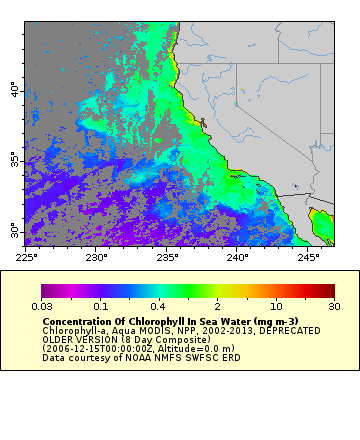 40°
35°
30°
225° 230° 235° 240° 245°
0.03 0.1 0.4 2 10 30
Concentration Of Chlorophyll In Sea Water (mg m-3)
Chlorophyll-a, Aqua MODIS, NPP, 2002-2013, DEPRECATED
OLDER VERSION (8 Day Composite)
(2006-12-15T00:00:00Z, Altitude=0.0 m)
Data courtesy of NOAA NMFS SWFSC ERD